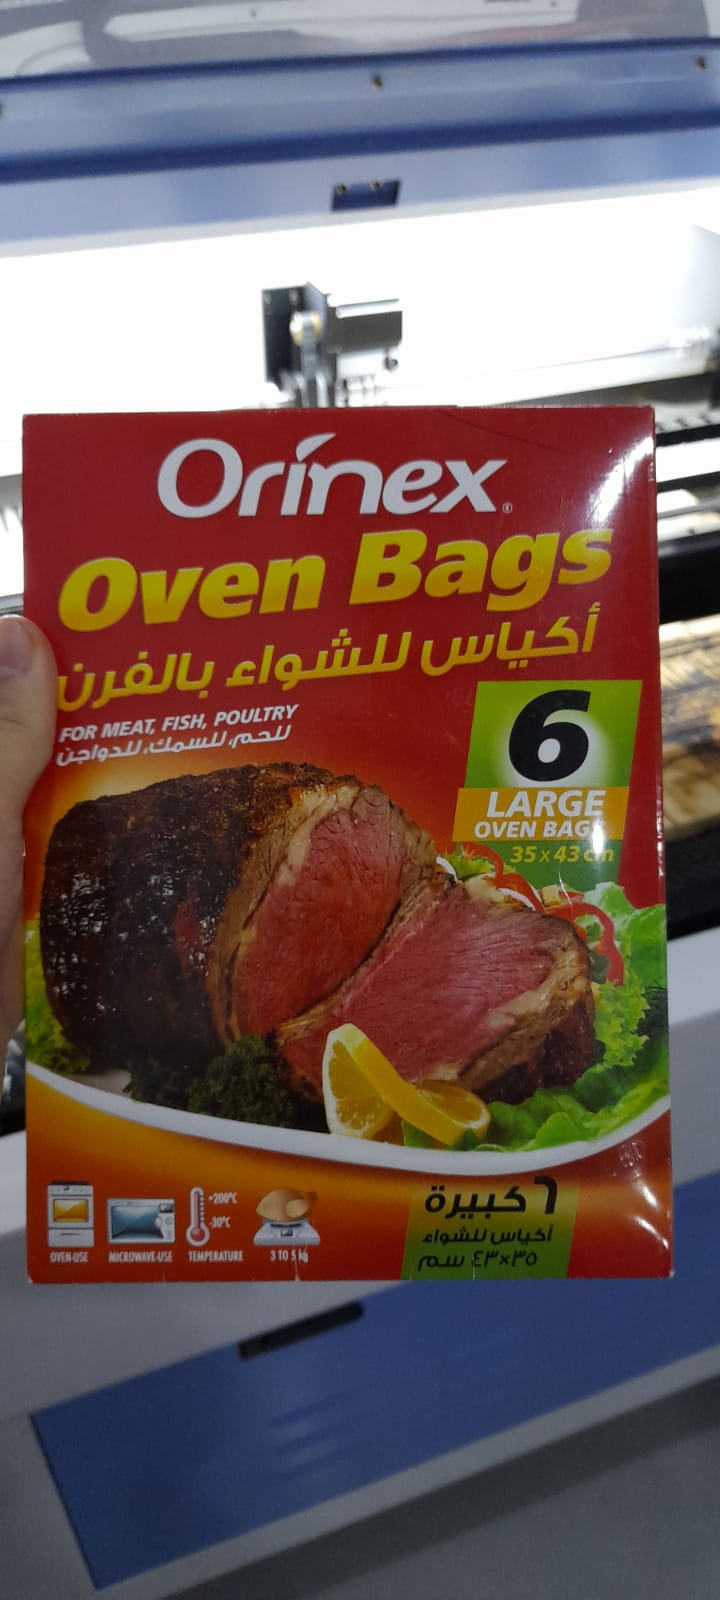 Orinex
Oven Bags
أكياس للشواء بالفرن
FOR MEAT, FISH, POULTRY
للحم، للسمك، للدواجن
6
LARGE
OVEN BAGS
35 x 43 cm
+200°C
-30°C
OVEN-USE
MICROWAVE-USE
TEMPERATURE
3 TO 5 kg
٦ كبيرة
أكياس للشواء
٣٥×٤٣ سم